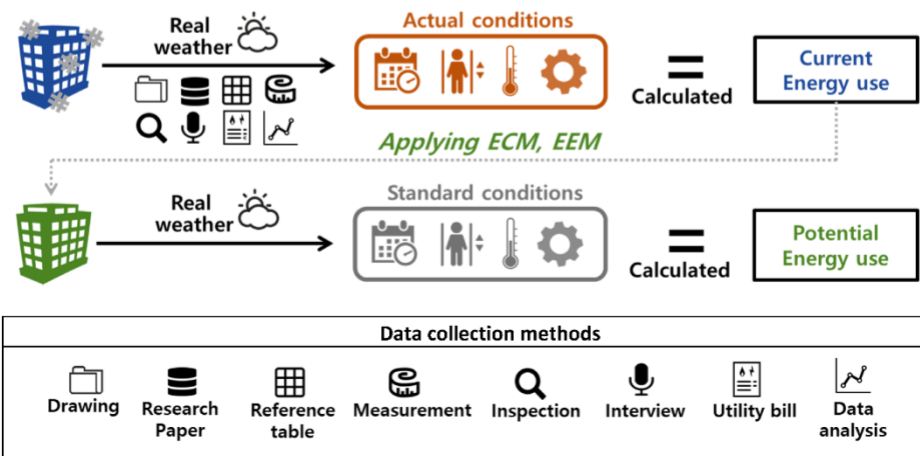 Actual conditions
Real
weather
Calculated
Current
Energy use
Applying ECM, EEM
Standard conditions
Real
weather
Calculated
Potential
Energy use
Data collection methods
Drawing
Research
Paper
Reference
table
Measurement
Inspection
Interview
Utility bill
Data
analysis